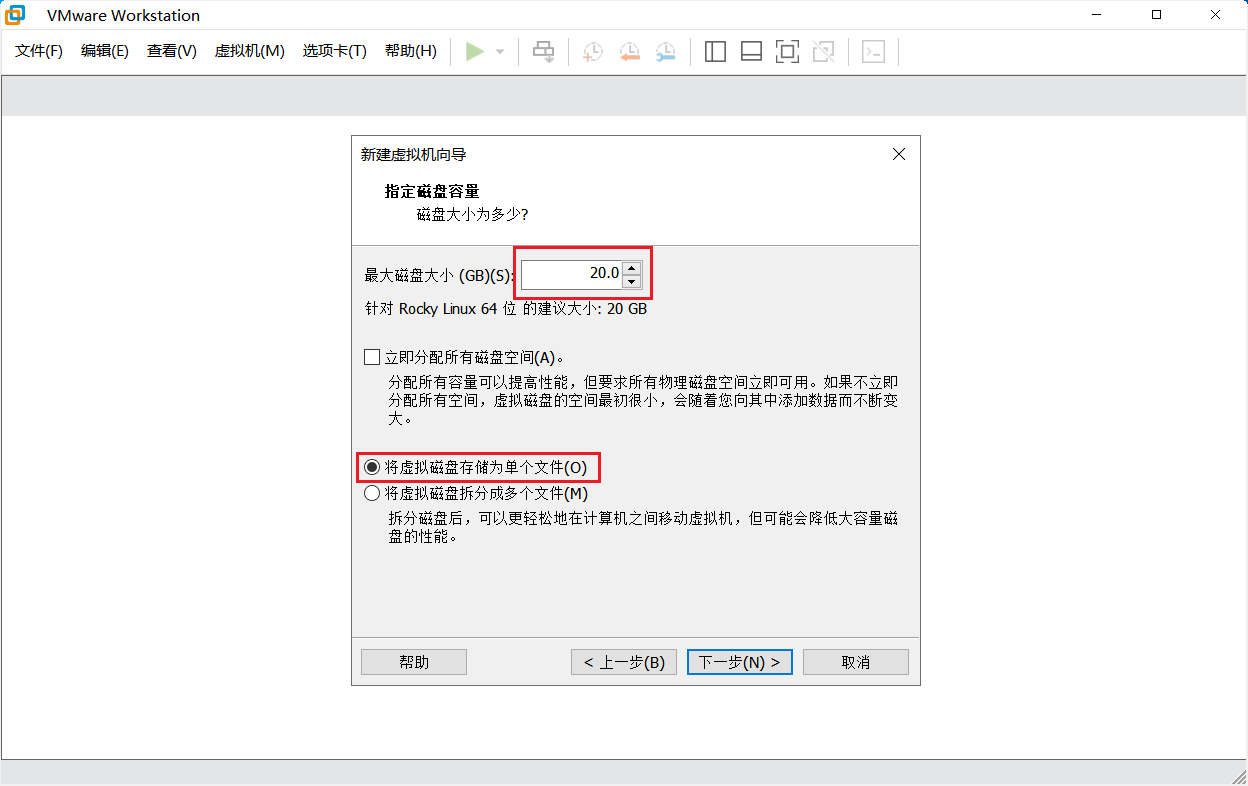 VMware Workstation
文件(F) 编辑(E) 查看(V) 虚拟机(M) 选项卡(T) 帮助(H)
新建虚拟机向导
指定磁盘容量
磁盘大小为多少?
最大磁盘大小 (GB)(S): 20.0
针对 Rocky Linux 64 位 的建议大小: 20 GB
立即分配所有磁盘空间(A)。
分配所有容量可以提高性能，但要求所有物理磁盘空间立即可用。如果不立即
分配所有空间，虚拟磁盘的空间最初很小，会随着您向其中添加数据而不断变
大。
将虚拟磁盘存储为单个文件(O)
将虚拟磁盘拆分成多个文件(M)
拆分磁盘后，可以更轻松地在计算机之间移动虚拟机，但可能会降低大容量磁
盘的性能。
帮助 < 上一步(B) 下一步(N) > 取消